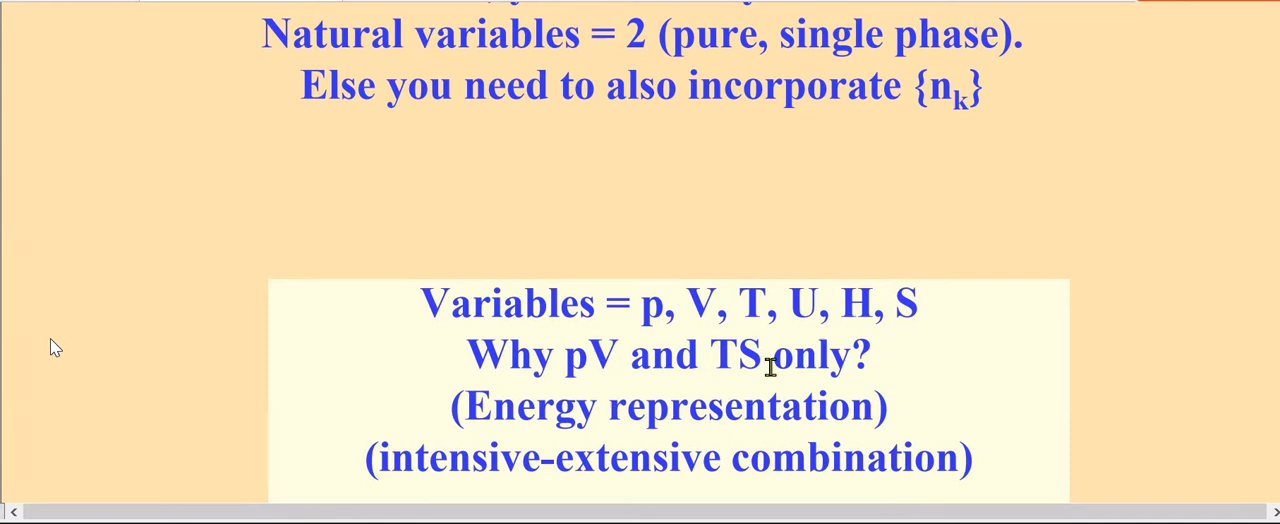 Natural variables = 2 (pure, single phase).
Else you need to also incorporate {nₖ}
Variables = p, V, T, U, H, S
Why pV and TS only?
(Energy representation)
(intensive-extensive combination)